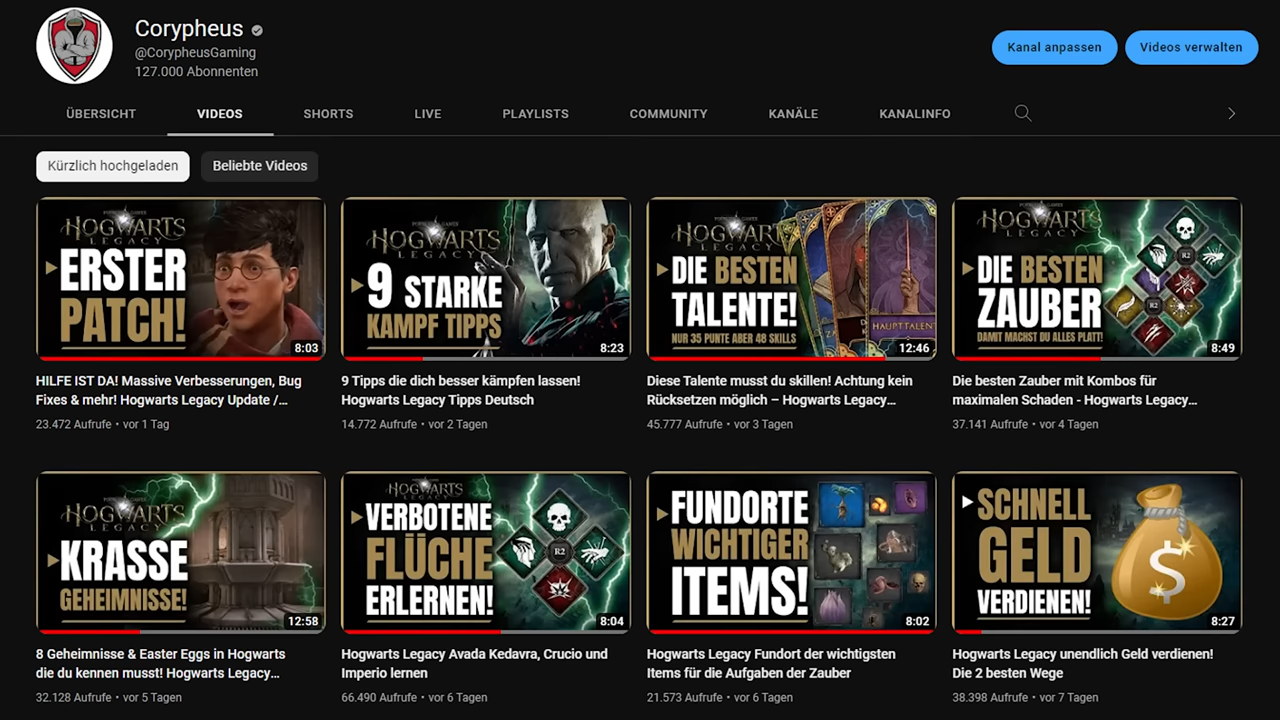 Corypheus
@CorypheusGaming
127.000 Abonnenten
Kanal anpassen
Videos verwalten
ÜBERSICHT
VIDEOS
SHORTS
LIVE
PLAYLISTS
COMMUNITY
KANÄLE
KANALINFO
Kürzlich hochgeladen
Beliebte Videos
HOGWARTS
LEGACY
ERSTER
PATCH!
8:03
HILFE IST DA! Massive Verbesserungen, Bug
Fixes & mehr! Hogwarts Legacy Update /...
23.472 Aufrufe • vor 1 Tag
HOGWARTS
LEGACY
9 STARKE
KAMPF TIPPS
8:23
9 Tipps die dich besser kämpfen lassen!
Hogwarts Legacy Tipps Deutsch
14.772 Aufrufe • vor 2 Tagen
HOGWARTS
LEGACY
DIE BESTEN
TALENTE!
NUR 35 PUNTE ABER 48 SKILLS
HAUPTTALENT
12:46
Diese Talente musst du skillen! Achtung kein
Rücksetzen möglich – Hogwarts Legacy...
45.777 Aufrufe • vor 3 Tagen
HOGWARTS
LEGACY
DIE BESTEN
ZAUBER
DAMIT MACHST DU ALLES PLATT!
R2
R2
8:49
Die besten Zauber mit Kombos für
maximalen Schaden - Hogwarts Legacy...
37.141 Aufrufe • vor 4 Tagen
HOGWARTS
LEGACY
KRASSE
GEHEIMNISSE!
12:58
8 Geheimnisse & Easter Eggs in Hogwarts
die du kennen musst! Hogwarts Legacy...
32.128 Aufrufe • vor 5 Tagen
HOGWARTS
LEGACY
VERBOTENE
FLÜCHE
ERLERNEN!
R2
8:04
Hogwarts Legacy Avada Kedavra, Crucio und
Imperio lernen
66.490 Aufrufe • vor 6 Tagen
FUNDORTE
WICHTIGER
ITEMS!
8:02
Hogwarts Legacy Fundort der wichtigsten
Items für die Aufgaben der Zauber
21.573 Aufrufe • vor 6 Tagen
SCHNELL
GELD
VERDIENEN!
$
8:27
Hogwarts Legacy unendlich Geld verdienen!
Die 2 besten Wege
38.398 Aufrufe • vor 7 Tagen